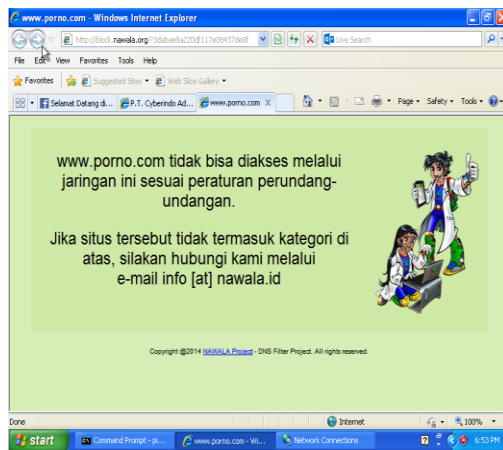 www.porno.com - Windows Internet Explorer
http://block.nawala.org/?3dabae8a220df117e08437de0f
Live Search
File Edit View Favorites Tools Help
Favorites Suggested Sites Web Slice Gallery
Selamat Datang di... P.T. Cyberindo Ad... www.porno.com X Page Safety Tools
www.porno.com tidak bisa diakses melalui
jaringan ini sesuai peraturan perundang-
undangan.
Jika situs tersebut tidak termasuk kategori di
atas, silakan hubungi kami melalui
e-mail info [at] nawala.id
Copyright @2014 NAWALA Project - DNS Filter Project. All rights reserved.
Done Internet 100%
start Command Prompt - pi... www.porno.com - Wi... Network Connections 6:53 PM